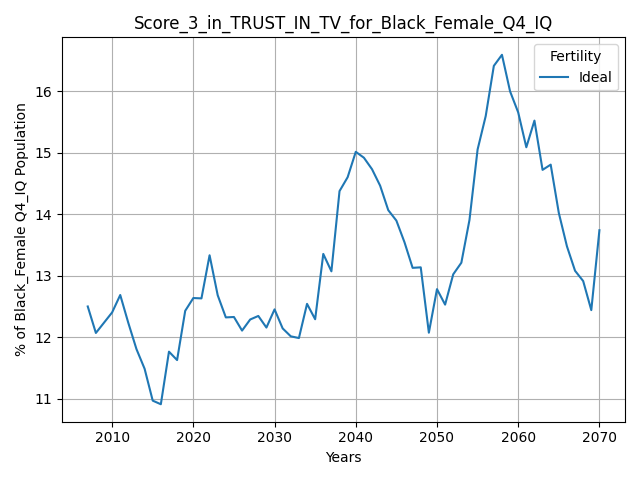 Score_3_in_TRUST_IN_TV_for_Black_Female_Q4_IQ
Fertility
Ideal
% of Black_Female Q4_IQ Population
16
15
14
13
12
11
2010 2020 2030 2040 2050 2060 2070
Years